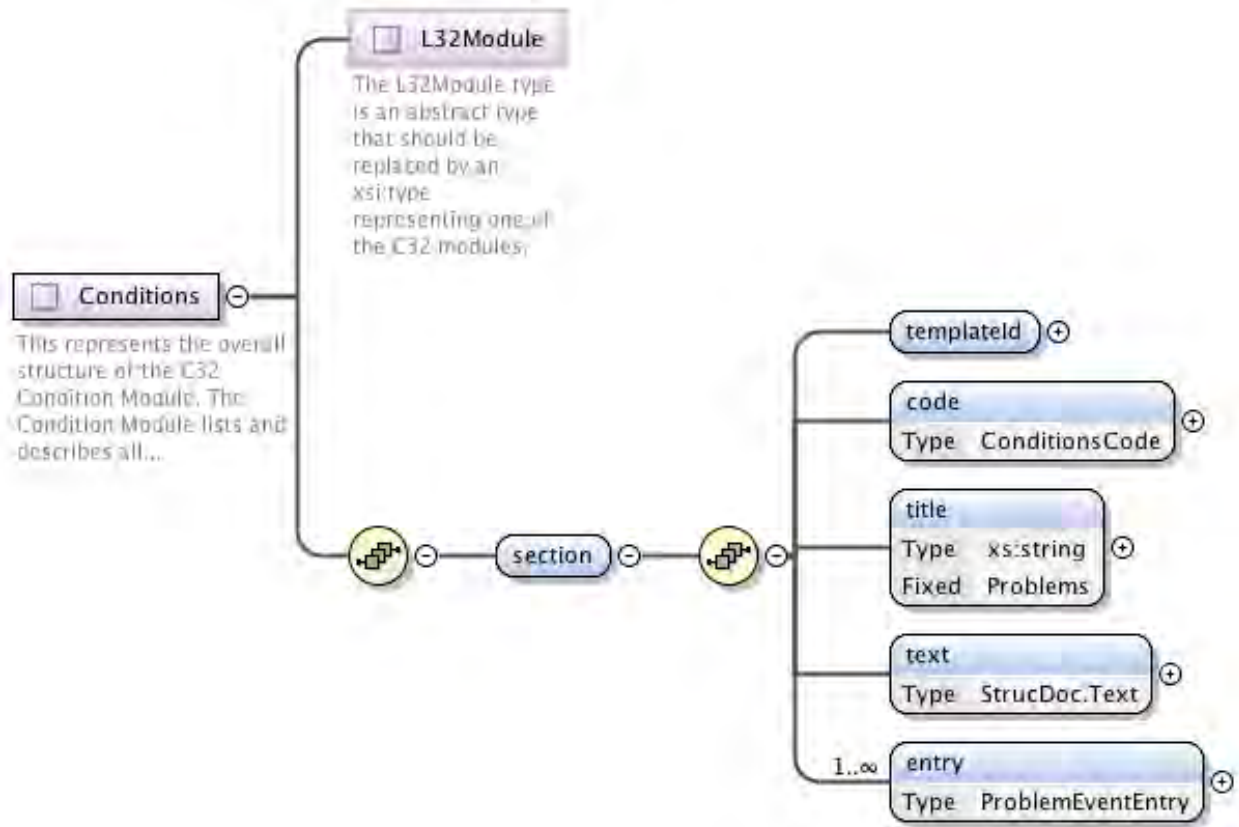 L32Module
The L32Module type
is an abstract type
that should be
replaced by an
xsi:type
representing one of
the C32 modules.
Conditions
This represents the overall
structure of the C32
Condition Module. The
Condition Module lists and
describes all...
section
templateId
code
Type ConditionsCode
title
Type xs:string
Fixed Problems
text
Type StrucDoc.Text
1..∞
entry
Type ProblemEventEntry